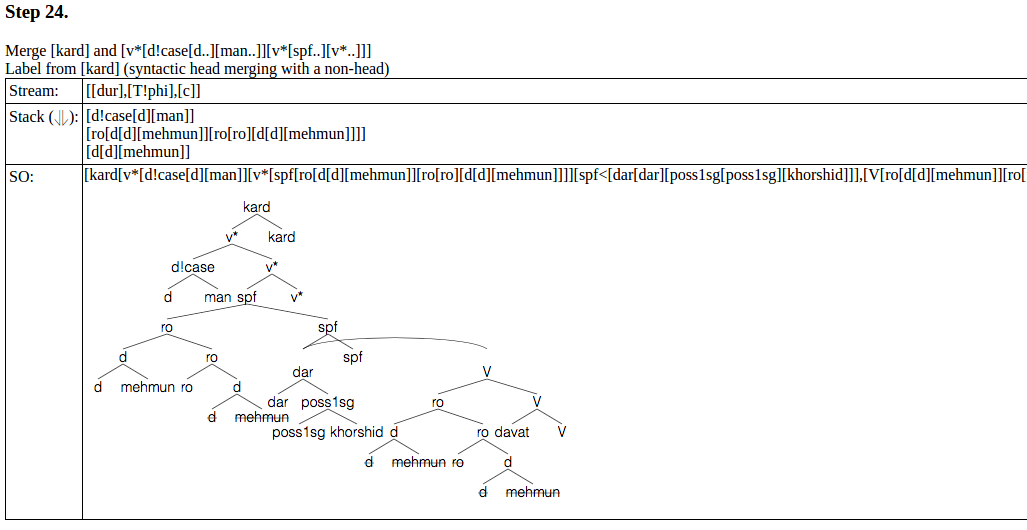 Step 24.
Merge [kard] and [v*[d!case[d..][man..]][v*[spf..][v*..]]]
Label from [kard] (syntactic head merging with a non-head)
Stream: [[dur],[T!phi],[c]]
Stack (⥥): [d!case[d][man]]
[ro[d[d][mehmun]][ro[ro][d[d][mehmun]]]]
[d[d][mehmun]]
SO: [kard[v*[d!case[d][man]][v*[spf[ro[d[d][mehmun]][ro[ro][d[d][mehmun]]]][spf<[dar[dar][poss1sg[poss1sg][khorshid]]],[V[ro[d[d][mehmun]][ro[
kard
v* kard
d!case v*
d man spf v*
ro spf
d ro spf
dar V
d mehmun ro d
dar poss1sg ro V
d mehmun
poss1sg khorshid d ro davat V
d mehmun ro d
d mehmun